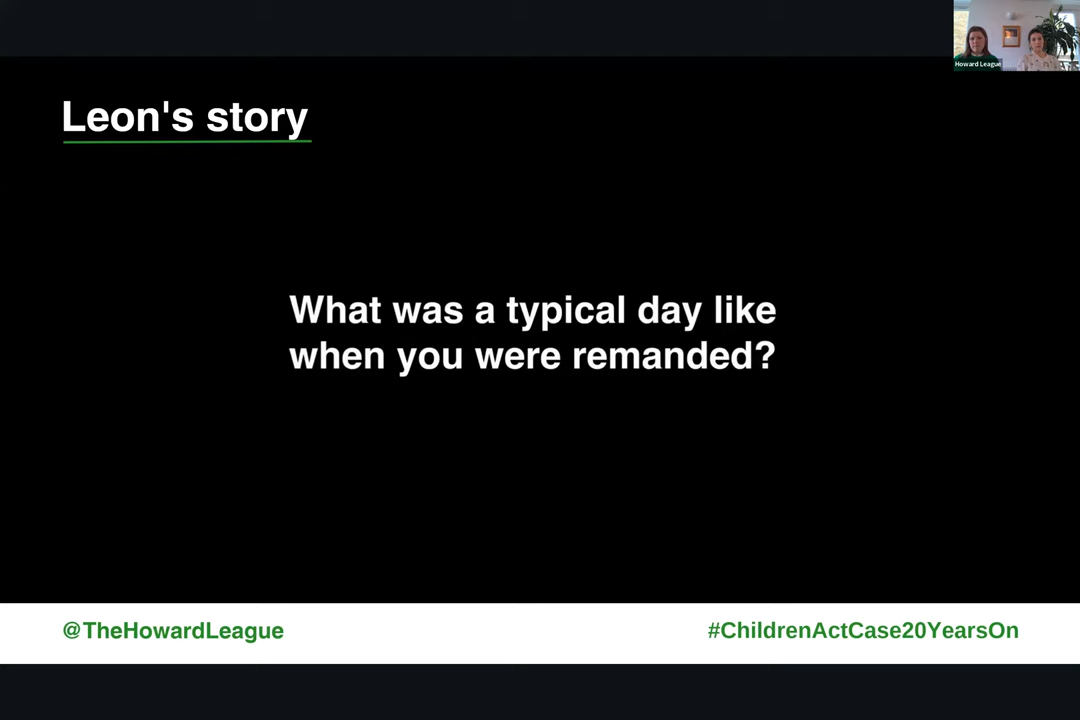 Howard League
Leon's story
What was a typical day like
when you were remanded?
@TheHowardLeague
#ChildrenActCase20YearsOn